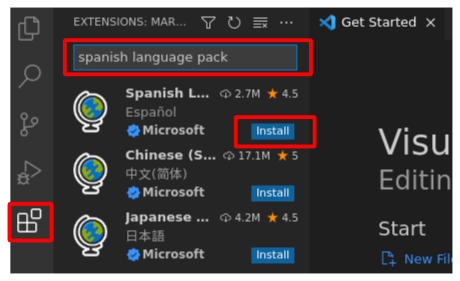 EXTENSIONS: MAR...
Get Started
spanish language pack
Spanish L... 2.7M 4.5
Español
Microsoft Install
Chinese (S... 17.1M 5
中文(简体)
Microsoft
Install
Japanese ... 4.2M 4.5
日本語
Microsoft
Install
Visu
Editin
Start
New File